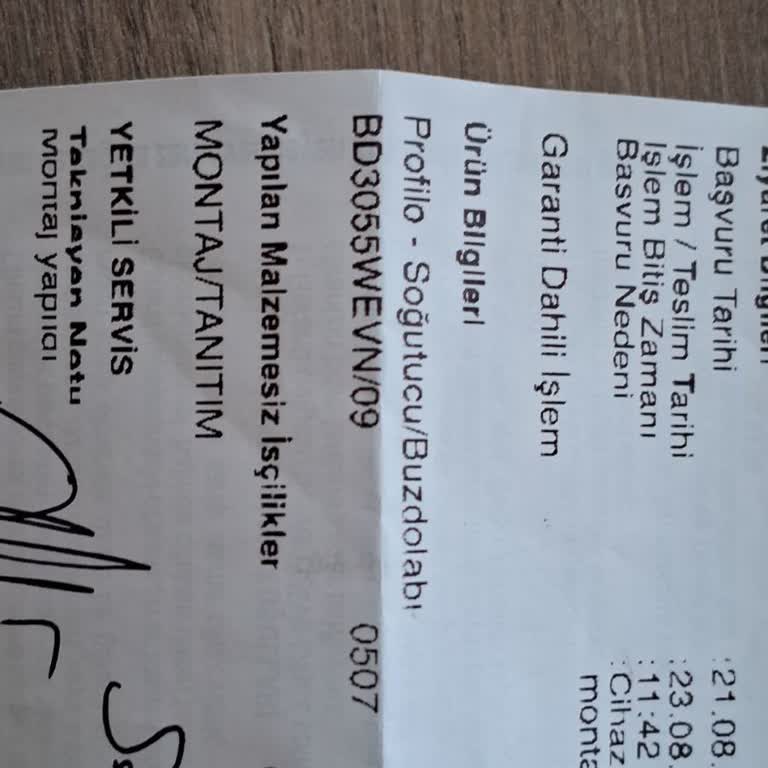 Ziyaret Bilgileri
Başvuru Tarihi :21.08.
İşlem / Teslim Tarihi :23.08.
İşlem Bitiş Zamanı :11:42
Başvuru Nedeni :Cihaz
monta
Garanti Dahili İşlem
Ürün Bilgileri
Profilo - Soğutucu/Buzdolabı
BD3055WEVN/09 0507
Yapılan Malzemesiz İşçilikler
MONTAJ/TANITIM
YETKİLİ SERVİS
Teknisyen Notu
Montaj yapıldı